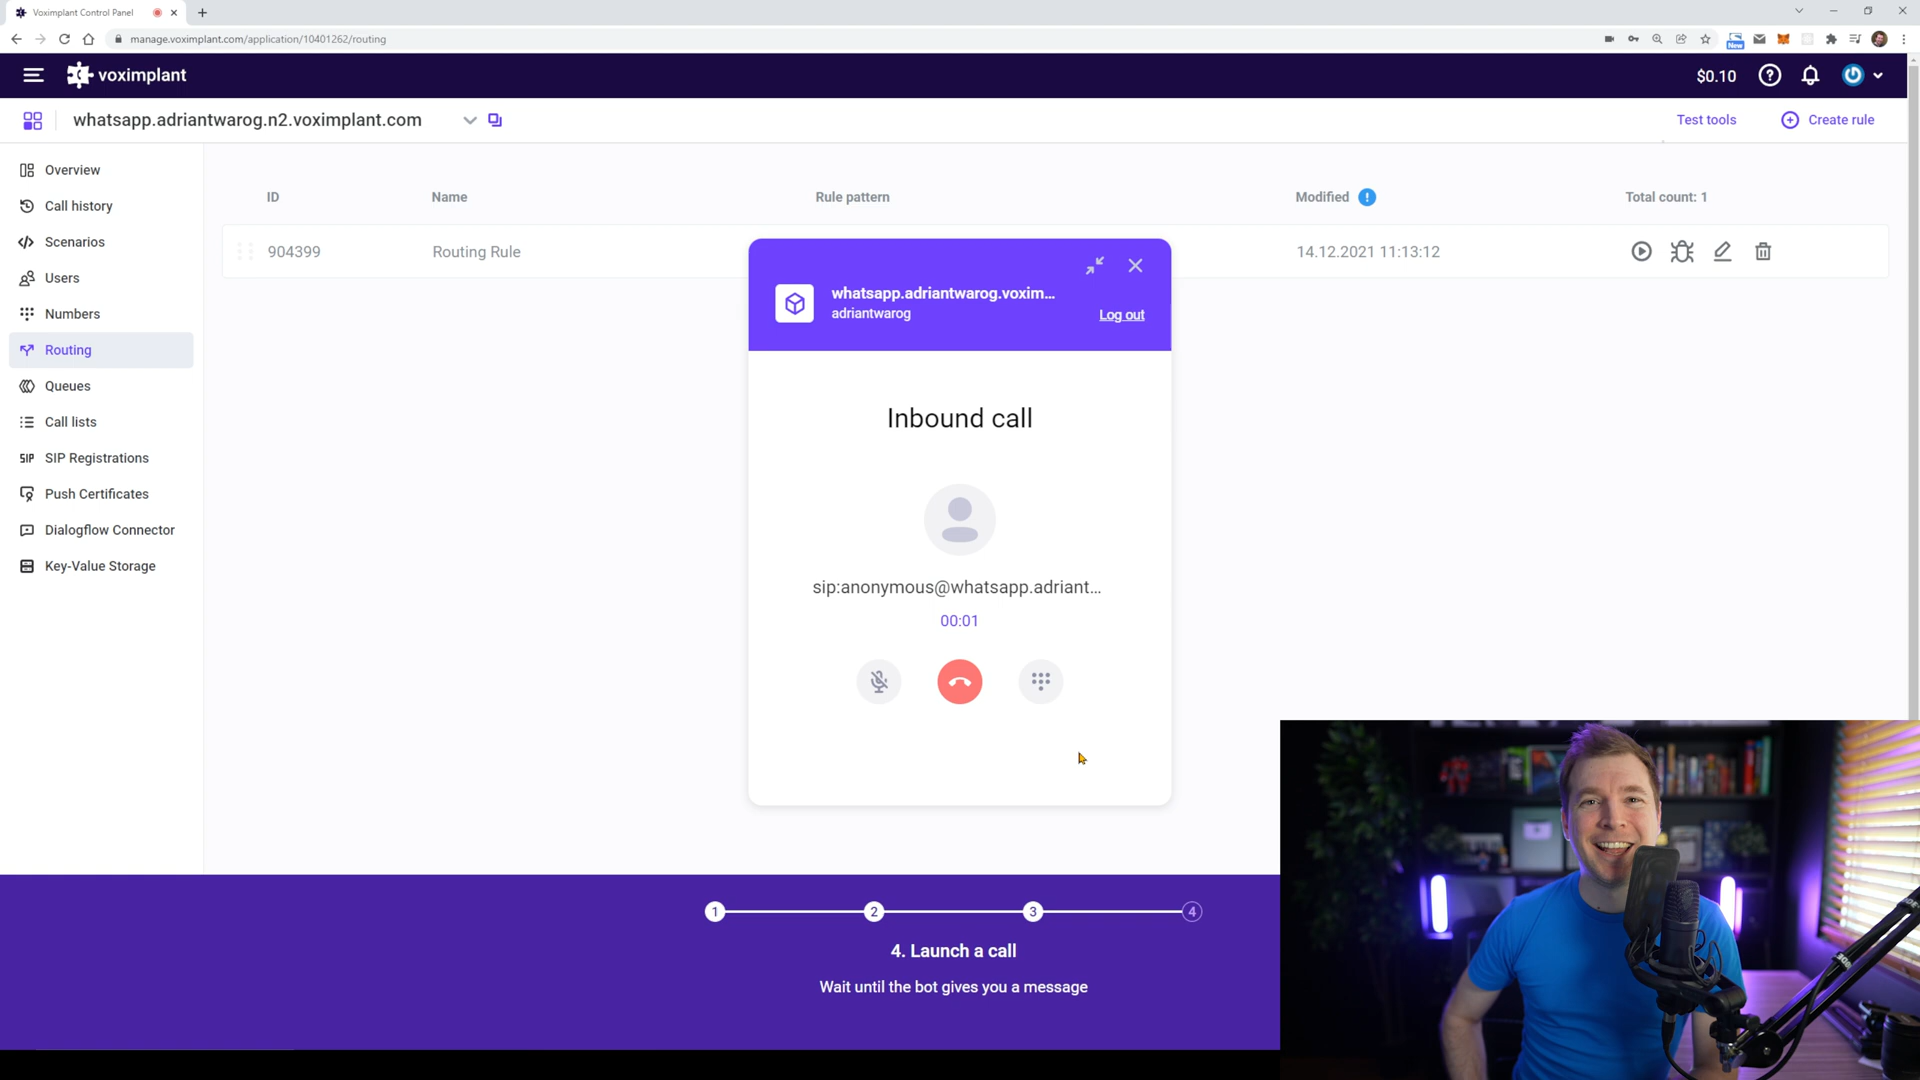 Voximplant Control Panel
manage.voximplant.com/application/10401262/routing
New
voximplant
$0.10
whatsapp.adriantwarog.n2.voximplant.com
Test tools
Create rule
Overview
Call history
Scenarios
Users
Numbers
Routing
Queues
Call lists
SIP SIP Registrations
Push Certificates
Dialogflow Connector
Key-Value Storage
ID Name Rule pattern Modified Total count: 1
904399 Routing Rule 14.12.2021 11:13:12
whatsapp.adriantwarog.voxim...
adriantwarog
Log out
Inbound call
sip:anonymous@whatsapp.adriant...
00:01
1 2 3 4
4. Launch a call
Wait until the bot gives you a message